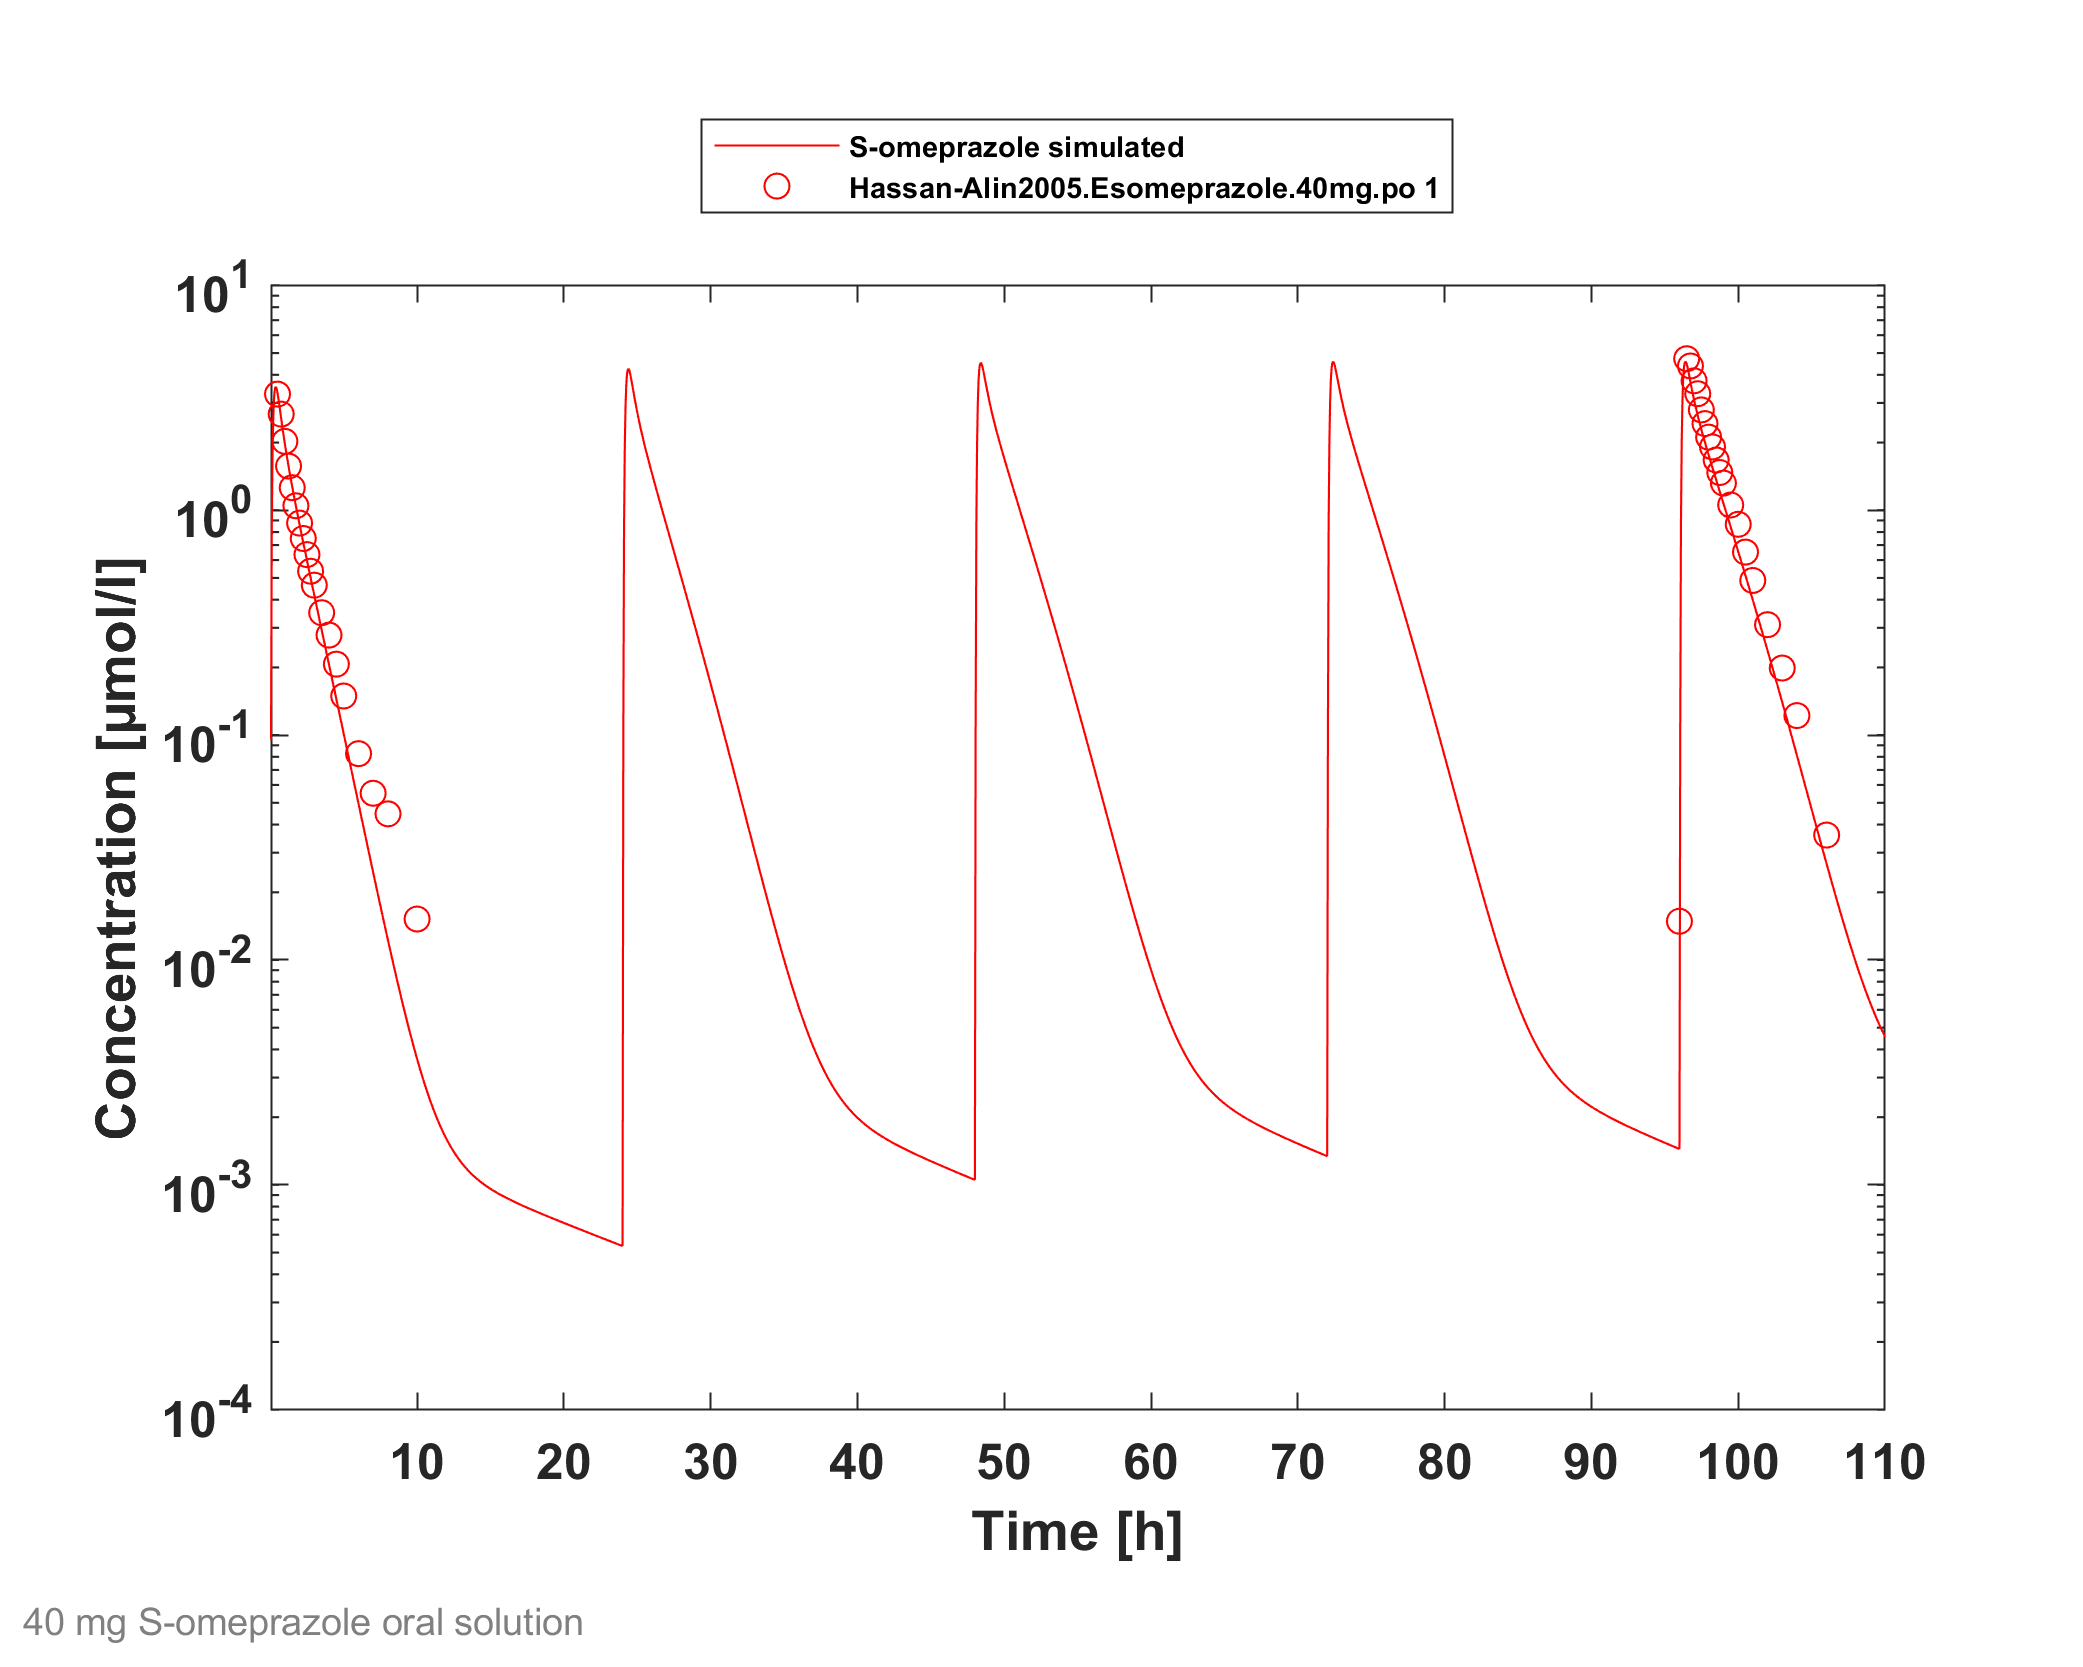 S-omeprazole simulated
Hassan-Alin2005.Esomeprazole.40mg.po 1
10^1
10^0
10^-1
10^-2
10^-3
10^-4
Concentration [µmol/l]
10 20 30 40 50 60 70 80 90 100 110
Time [h]
40 mg S-omeprazole oral solution